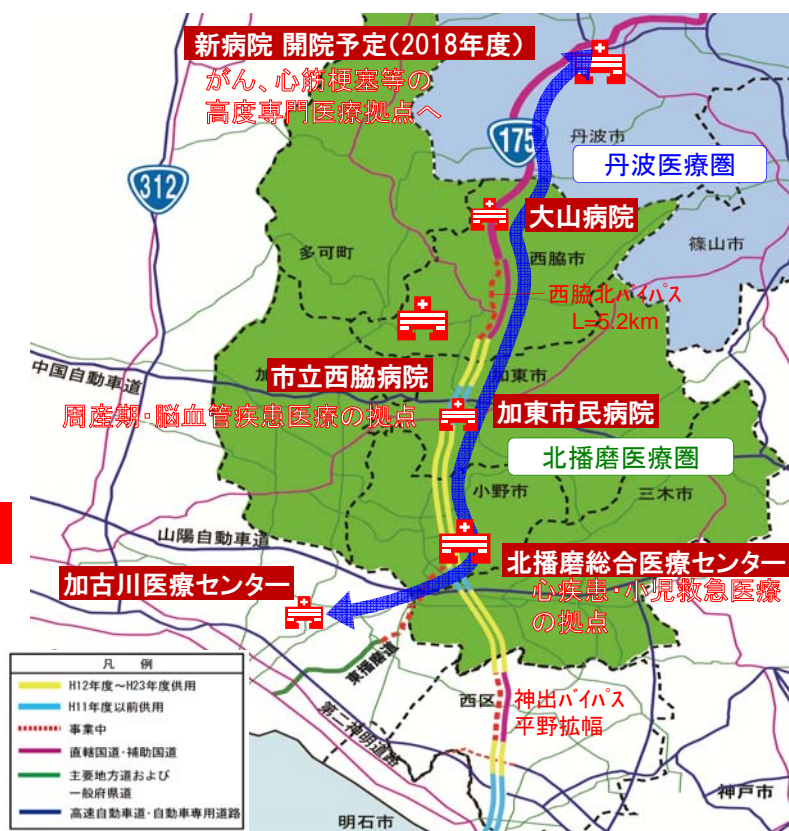 新病院 開院予定(2018年度)
がん、心筋梗塞等の
高度専門医療拠点へ
175
丹波市
丹波医療圏
312
大山病院
篠山市
多可町
西脇市
西脇北バイパス
L=5.2km
中国自動車道
加
市立西脇病院
加東市
周産期・脳血管疾患医療の拠点
加東市民病院
北播磨医療圏
小野市
三木市
山陽自動車道
北播磨総合医療センター
心疾患・小児救急医療
の拠点
加古川医療センター
東播磨道
西区
神出バイパス
平野拡幅
第二神明道路
神戸市
明石市
凡 例
H12年度～H23年度供用
H11年度以前供用
事業中
直轄国道・補助国道
主要地方道および
一般府県道
高速自動車道・自動車専用道路